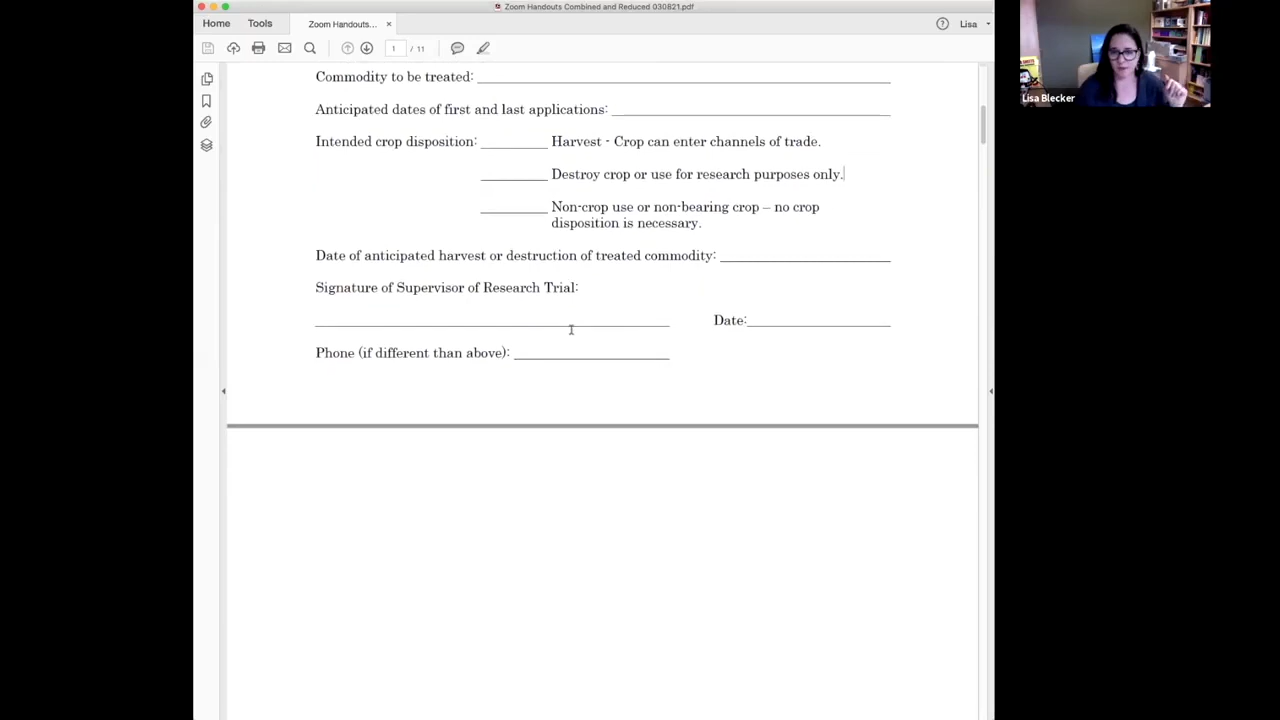 Zoom Handouts Combined and Reduced 030821.pdf
Home Tools Zoom Handouts... × Lisa
1 / 11
Commodity to be treated:
Anticipated dates of first and last applications:
Intended crop disposition: Harvest - Crop can enter channels of trade.
Destroy crop or use for research purposes only.
Non-crop use or non-bearing crop – no crop
disposition is necessary.
Date of anticipated harvest or destruction of treated commodity:
Signature of Supervisor of Research Trial:
Date:
Phone (if different than above):
Lisa Blecker